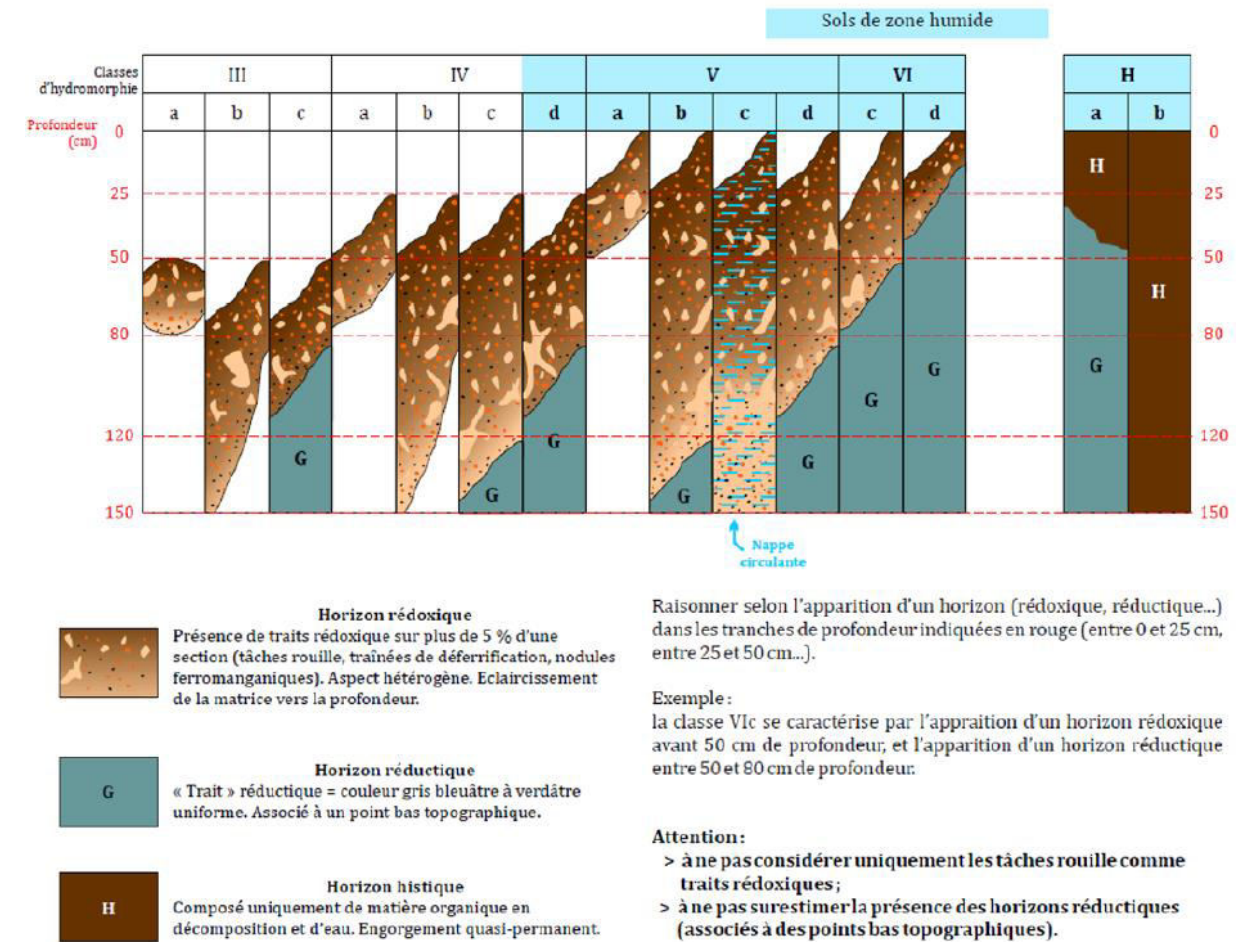 Sols de zone humide
Classes
d'hydromorphie
III IV V VI H
a b c a b c d a b c d c d a b
Profondeur
(cm)
0 0
H
25 25
50 50
H
80 80
G G
G
120 120
G G
G
G G
150 150
Nappe
circulante
Horizon rédoxique
Présence de traits rédoxique sur plus de 5 % d'une
section (tâches rouille, traînées de déferrification, nodules
ferromanganiques). Aspect hétérogène. Eclaircissement
de la matrice vers la profondeur.
G
Horizon réductique
« Trait » réductique = couleur gris bleuâtre à verdâtre
uniforme. Associé à un point bas topographique.
H
Horizon histique
Composé uniquement de matière organique en
décomposition et d'eau. Engorgement quasi-permanent.
Raisonner selon l'apparition d'un horizon (rédoxique, réductique...)
dans les tranches de profondeur indiquées en rouge (entre 0 et 25 cm,
entre 25 et 50 cm...).
Exemple :
la classe VIc se caractérise par l'appraition d'un horizon rédoxique
avant 50 cm de profondeur, et l'apparition d'un horizon réductique
entre 50 et 80 cm de profondeur.
Attention :
> à ne pas considérer uniquement les tâches rouille comme
traits rédoxiques ;
> à ne pas surestimer la présence des horizons réductiques
(associés à des points bas topographiques).